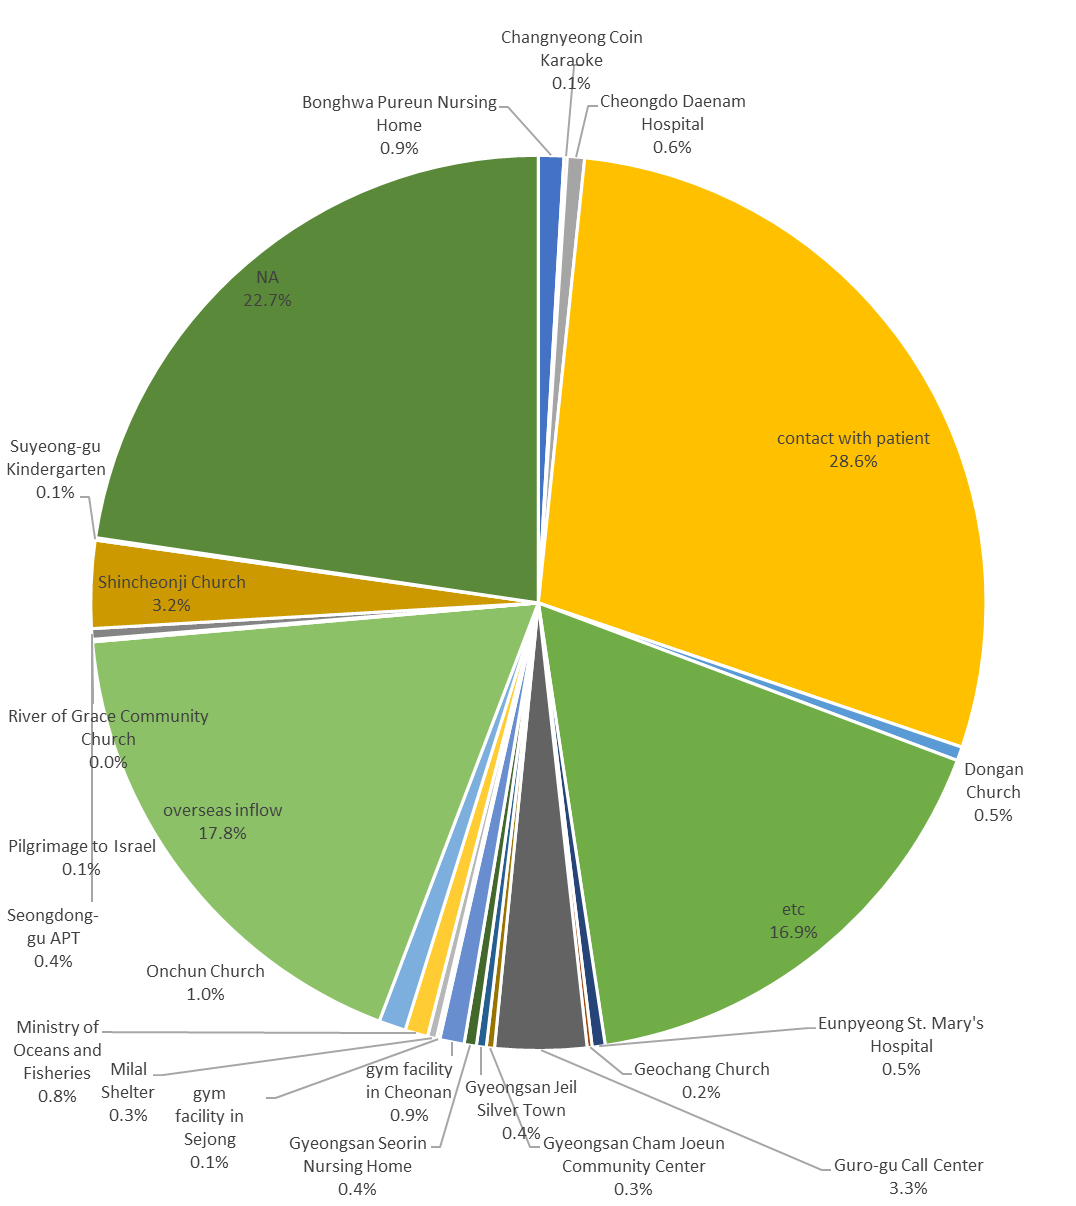 Changnyeong Coin
Karaoke
0.1%
Bonghwa Pureun Nursing
Home
0.9%
Cheongdo Daenam
Hospital
0.6%
NA
22.7%
contact with patient
28.6%
Suyeong-gu
Kindergarten
0.1%
Shincheonji Church
3.2%
River of Grace Community
Church
0.0%
Dongan
Church
0.5%
overseas inflow
17.8%
Pilgrimage to Israel
0.1%
etc
16.9%
Seongdong-
gu APT
0.4%
Onchun Church
1.0%
Ministry of
Oceans and
Fisheries
0.8%
Milal
Shelter
0.3%
gym
facility in
Sejong
0.1%
gym facility
in Cheonan
0.9%
Gyeongsan Jeil
Silver Town
0.4%
Eunpyeong St. Mary's
Hospital
0.5%
Geochang Church
0.2%
Gyeongsan Seorin
Nursing Home
0.4%
Gyeongsan Cham Joeun
Community Center
0.3%
Guro-gu Call Center
3.3%